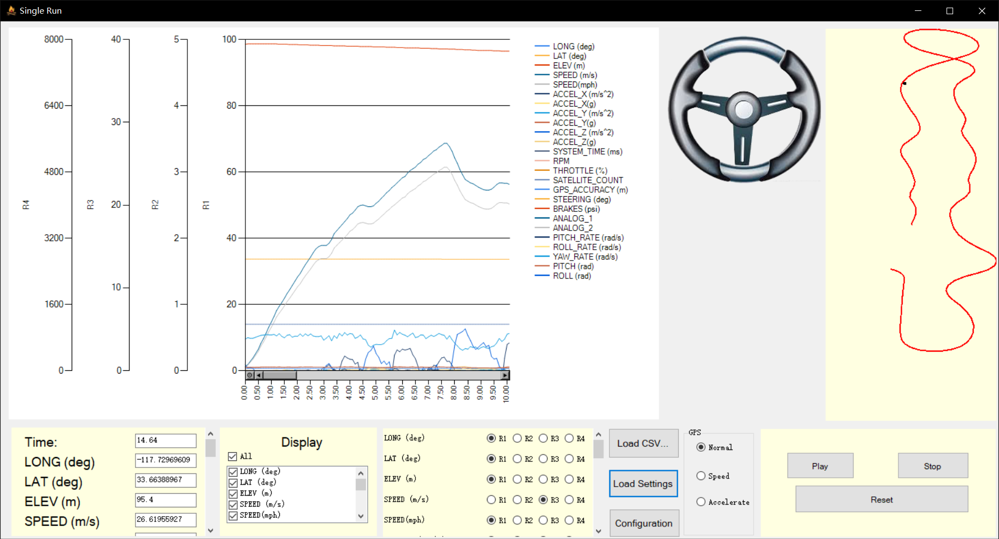 Single Run
8000
6400
4800
3200
1600
0
R4
40
30
20
10
0
R3
5
4
3
2
1
0
R2
100
80
60
40
20
0
R1
0.00 0.50 1.00 1.50 2.00 2.50 3.00 3.50 4.00 4.50 5.00 5.50 6.00 6.50 7.00 7.50 8.00 8.50 9.00 9.50 10.00
LONG (deg)
LAT (deg)
ELEV (m)
SPEED (m/s)
SPEED(mph)
ACCEL_X (m/s^2)
ACCEL_X(g)
ACCEL_Y (m/s^2)
ACCEL_Y(g)
ACCEL_Z (m/s^2)
ACCEL_Z(g)
SYSTEM_TIME (ms)
RPM
THROTTLE (%)
SATELLITE_COUNT
GPS_ACCURACY (m)
STEERING (deg)
BRAKES (psi)
ANALOG_1
ANALOG_2
PITCH_RATE (rad/s)
ROLL_RATE (rad/s)
YAW_RATE (rad/s)
PITCH (rad)
ROLL (rad)
Time: 14.64
LONG (deg) -117.72969609
LAT (deg) 33.66388967
ELEV (m) 95.4
SPEED (m/s) 26.61955927
Display
All
LONG (deg)
LAT (deg)
ELEV (m)
SPEED (m/s)
SPEED(mph)
LONG (deg) R1 R2 R3 R4
LAT (deg) R1 R2 R3 R4
ELEV (m) R1 R2 R3 R4
SPEED (m/s) R1 R2 R3 R4
SPEED(mph) R1 R2 R3 R4
Load CSV...
Load Settings
Configuration
GPS
Normal
Speed
Accelerate
Play
Stop
Reset